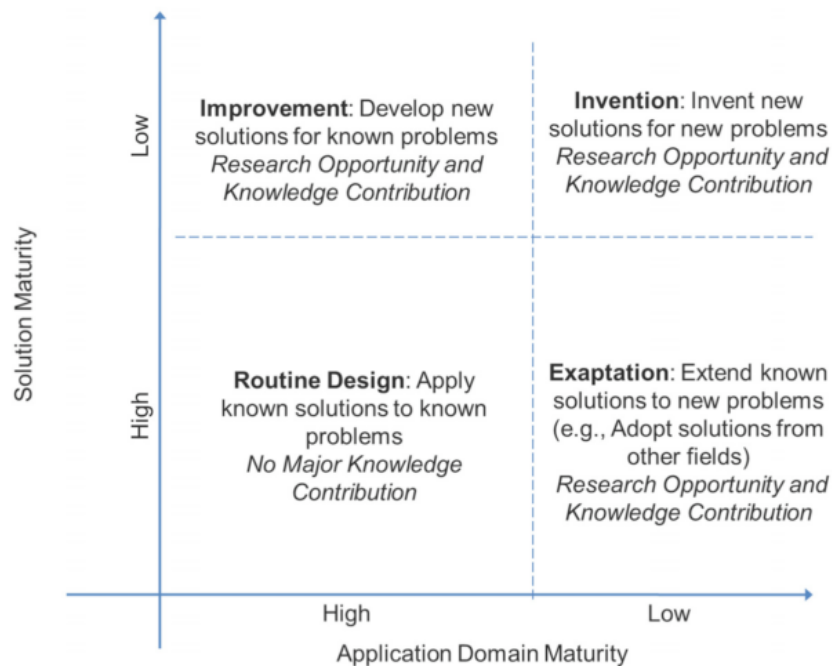 Improvement: Develop new
solutions for known problems
Research Opportunity and
Knowledge Contribution
Invention: Invent new
solutions for new problems
Research Opportunity and
Knowledge Contribution
Low
Solution Maturity
High
Routine Design: Apply
known solutions to known
problems
No Major Knowledge
Contribution
Exaptation: Extend known
solutions to new problems
(e.g., Adopt solutions from
other fields)
Research Opportunity and
Knowledge Contribution
High
Low
Application Domain Maturity